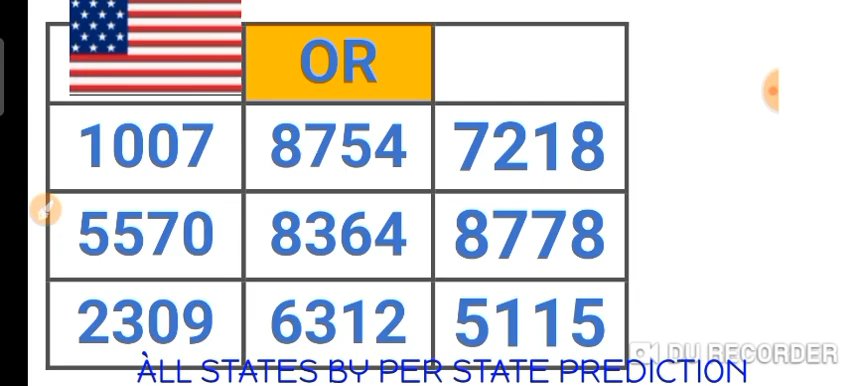 OR
1007 8754 7218
5570 8364 8778
2309 6312 5115
DU RECORDER
ÀLL STATES BY PER STATE PREDICTION